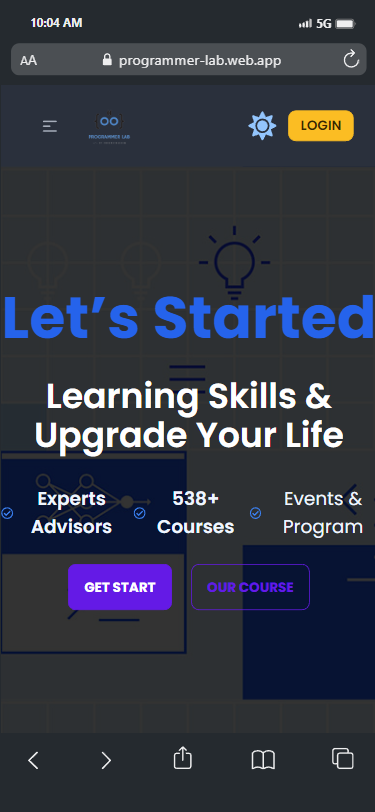 10:04 AM
5G
AA
programmer-lab.web.app
PROGRAMMER LAB
LOGIN
Let's Started
Learning Skills &
Upgrade Your Life
Experts
Advisors
538+
Courses
Events &
Program
GET START
OUR COURSE